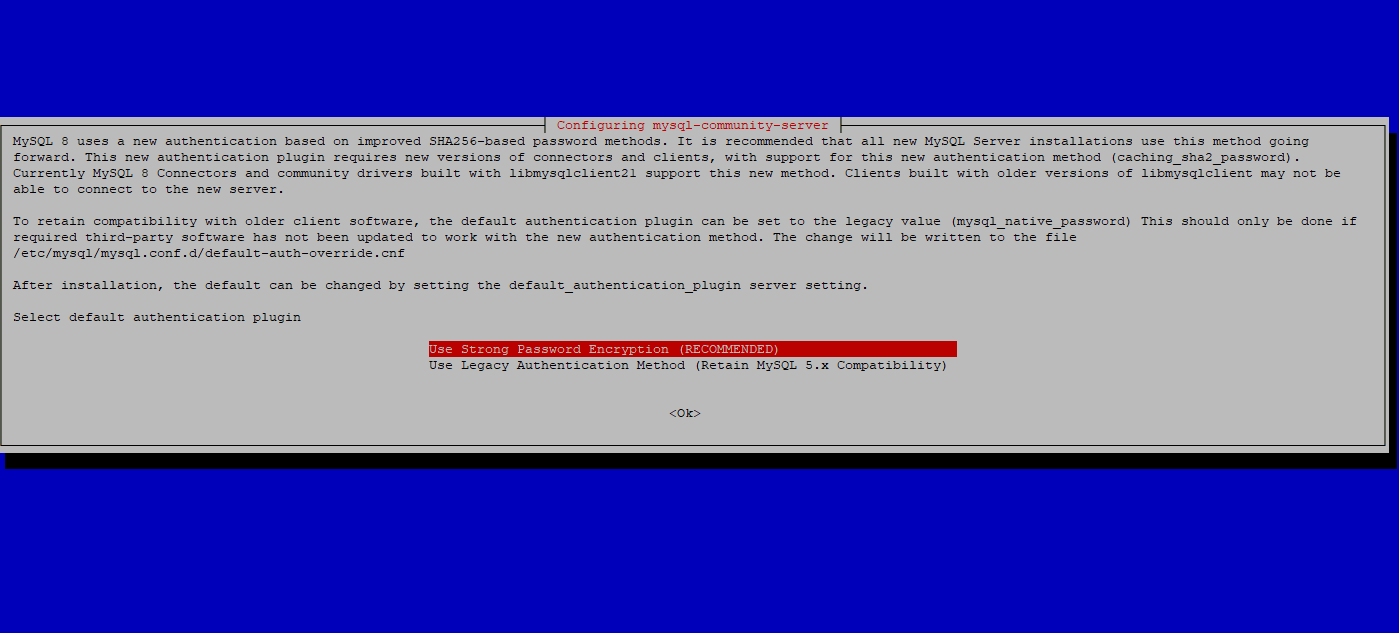 Configuring mysql-community-server
MySQL 8 uses a new authentication based on improved SHA256-based password methods. It is recommended that all new MySQL Server installations use this method going
forward. This new authentication plugin requires new versions of connectors and clients, with support for this new authentication method (caching_sha2_password).
Currently MySQL 8 Connectors and community drivers built with libmysqlclient21 support this new method. Clients built with older versions of libmysqlclient may not be
able to connect to the new server.
To retain compatibility with older client software, the default authentication plugin can be set to the legacy value (mysql_native_password) This should only be done if
required third-party software has not been updated to work with the new authentication method. The change will be written to the file
/etc/mysql/mysql.conf.d/default-auth-override.cnf
After installation, the default can be changed by setting the default_authentication_plugin server setting.
Select default authentication plugin
Use Strong Password Encryption (RECOMMENDED)
Use Legacy Authentication Method (Retain MySQL 5.x Compatibility)
<Ok>